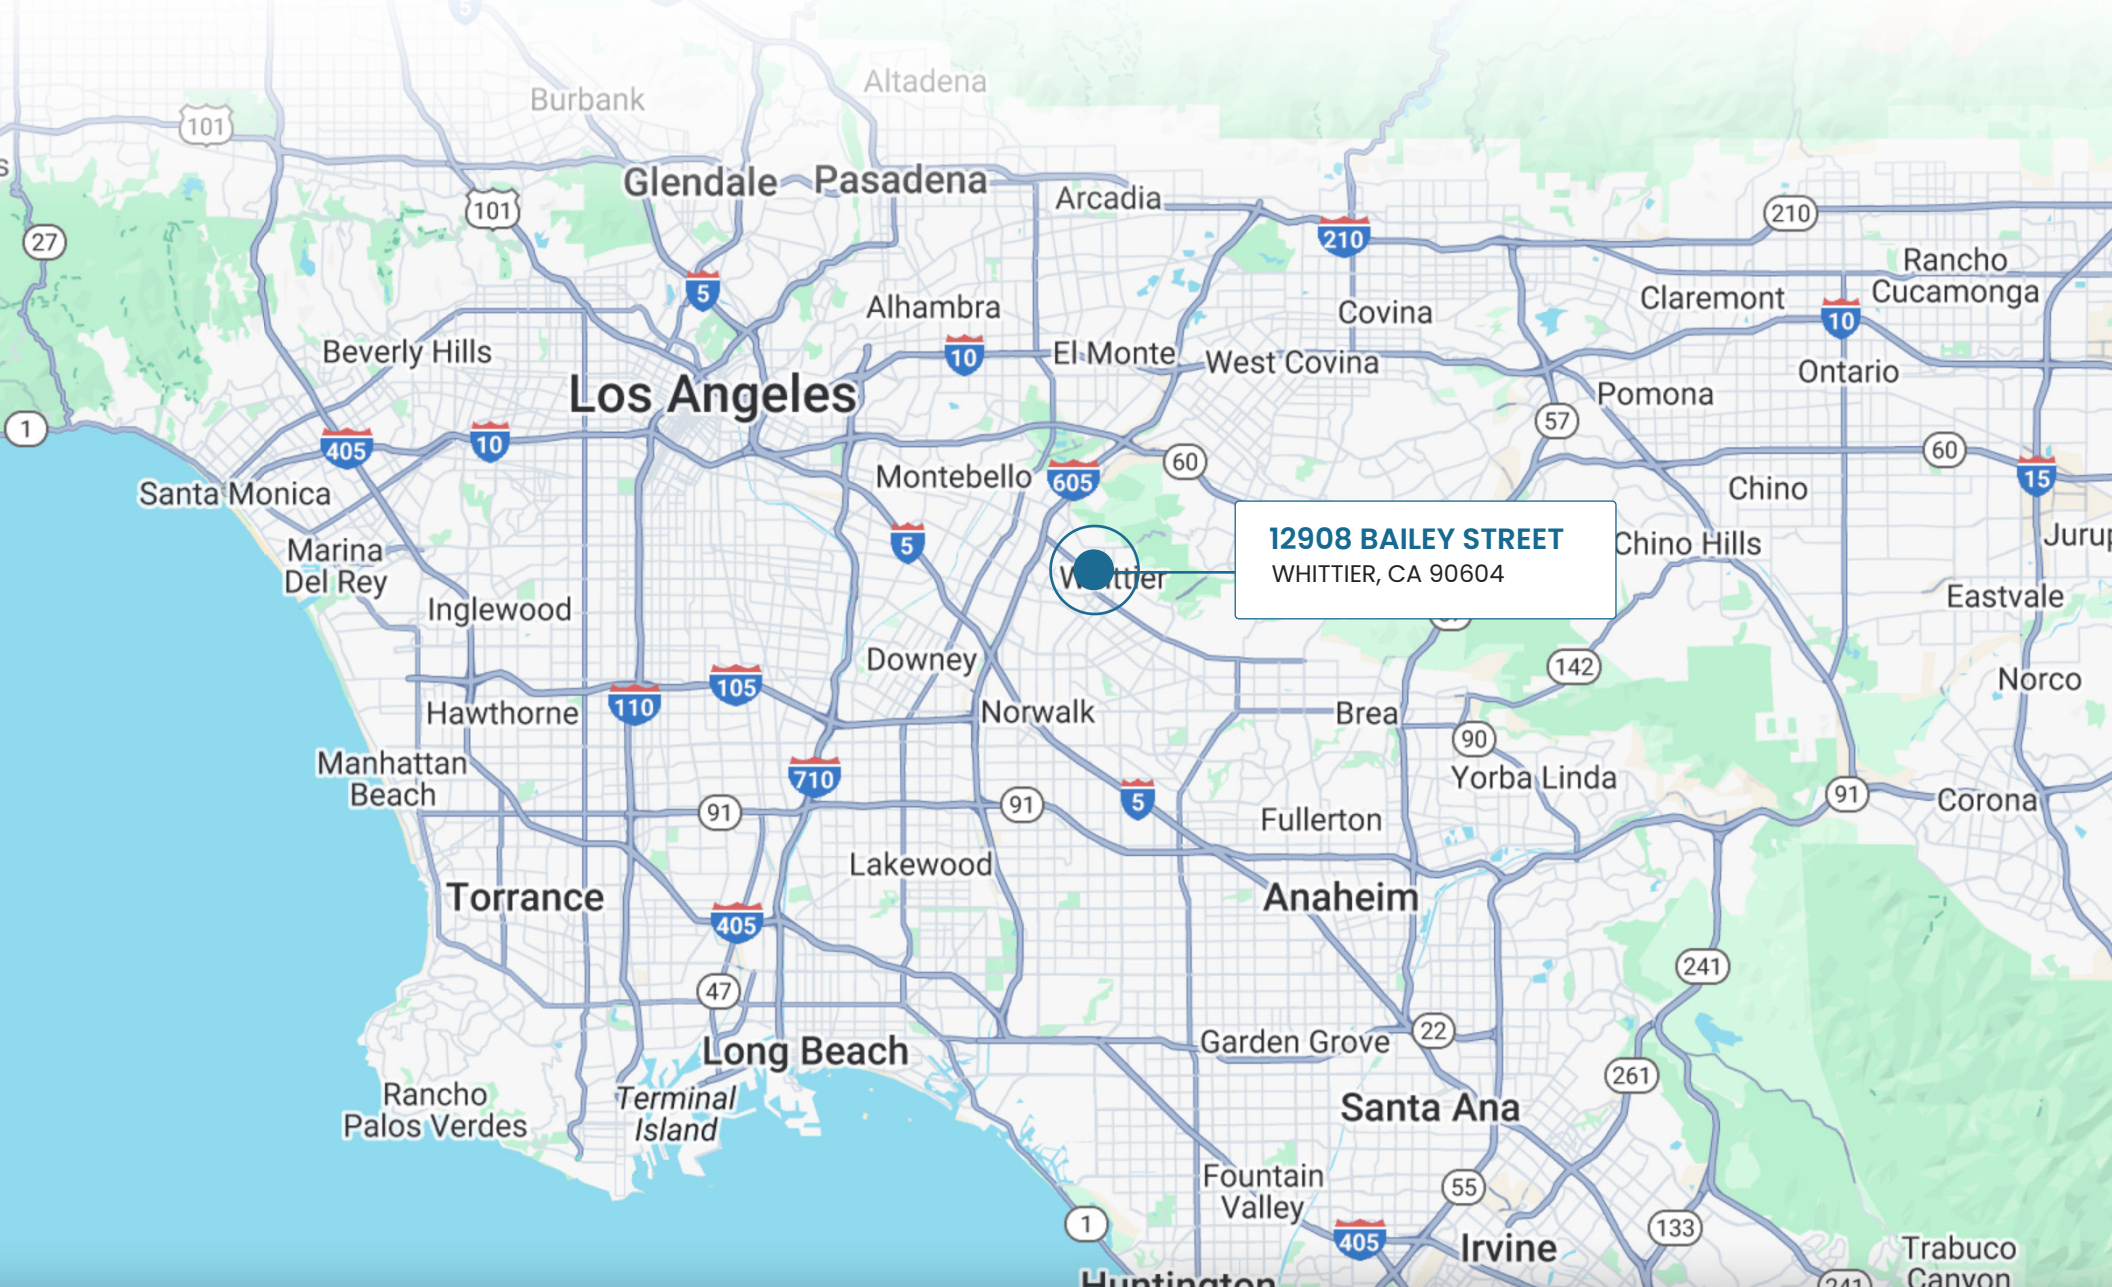 5
Altadena
Burbank
101
s
Glendale
Pasadena
Arcadia
101
210
210
27
Rancho
Cucamonga
5
Claremont
Alhambra
Covina
10
Beverly Hills
10
El Monte
West Covina
Ontario
Los Angeles
Pomona
57
1
405
10
60
60
Montebello
605
15
Santa Monica
Chino
12908 BAILEY STREET
WHITTIER, CA 90604
5
Chino Hills
Jurup
Marina
Del Rey
Whittier
Eastvale
Inglewood
Downey
142
Norco
105
110
Hawthorne
Norwalk
Brea
90
Manhattan
Beach
710
Yorba Linda
5
91
91
91
Corona
Fullerton
Lakewood
Torrance
Anaheim
405
241
47
22
Garden Grove
Long Beach
261
Rancho
Palos Verdes
Terminal
Island
Santa Ana
Fountain
Valley
55
1
133
405
Irvine
Trabuco
Canyon
241
Huntington